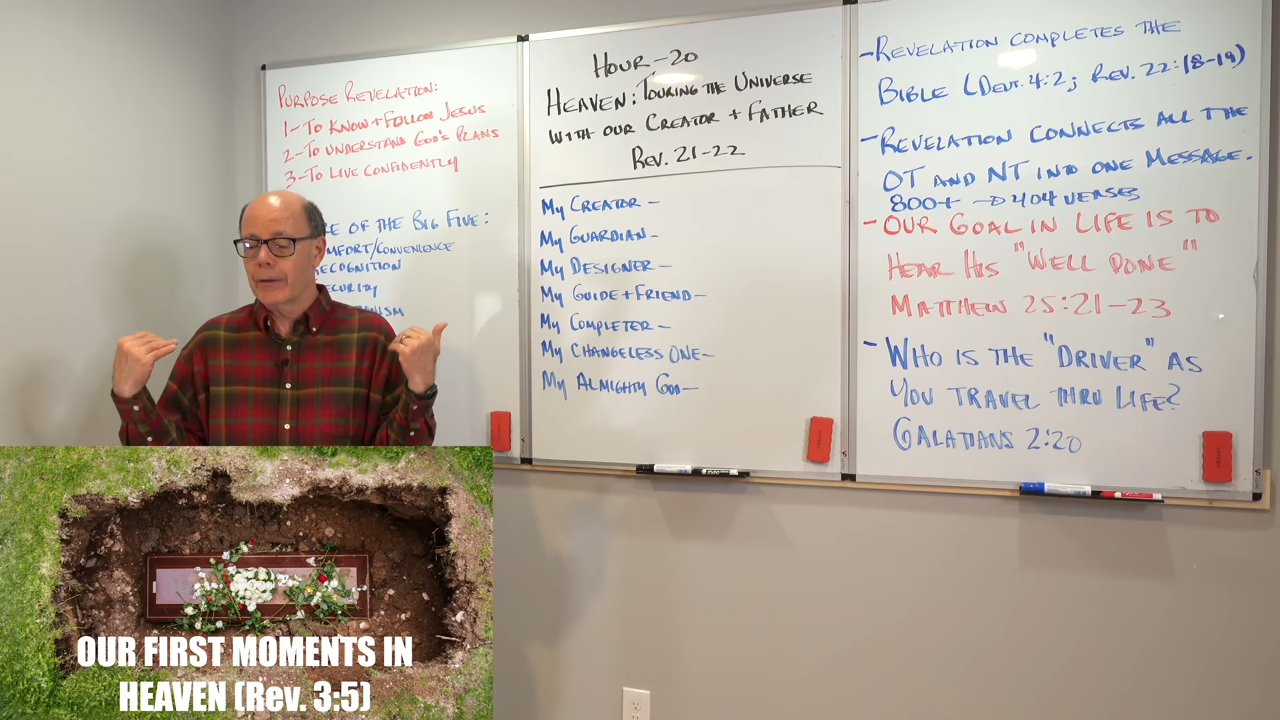 PURPOSE REVELATION:
1-TO KNOW+FOLLOW JESUS
2-TO UNDERSTAND GOD'S PLANS
3-TO LIVE CONFIDENTLY
OF THE BIG FIVE:
/CONVENIENCE
HOUR-20
HEAVEN: TOURING THE UNIVERSE
WITH OUR CREATOR + FATHER
REV. 21-22
MY CREATOR -
MY GUARDIAN-
MY DESIGNER-
MY GUIDE+FRIEND-
MY COMPLETER-
MY CHANGELESS ONE-
MY ALMIGHTY GOD-
-REVELATION COMPLETES THE
BIBLE (DEUT. 4:2; REV. 22:18-19)
-REVELATION CONNECTS ALL THE
OT AND NT INTO ONE MESSAGE.
800+ → 404 VERSES
-OUR GOAL IN LIFE IS TO
HEAR HIS "WELL DONE"
MATTHEW 25:21-23
-WHO IS THE "DRIVER" AS
YOU TRAVEL THRU LIFE?
GALATIANS 2:20
OUR FIRST MOMENTS IN
HEAVEN (Rev. 3:5)